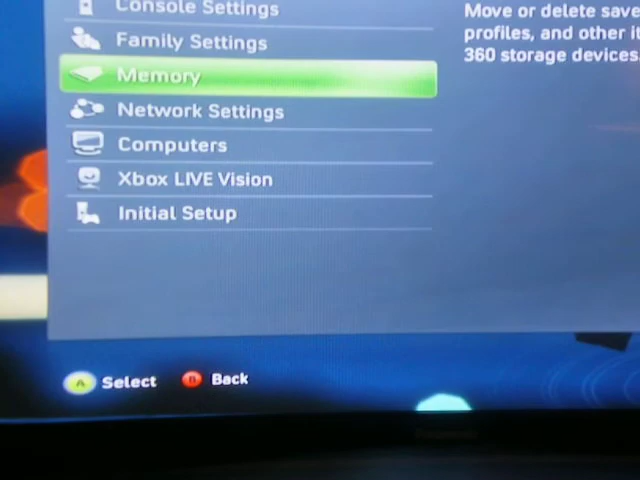 Console Settings
Family Settings
Memory
Network Settings
Computers
Xbox LIVE Vision
Initial Setup
Move or delete save
profiles, and other it
360 storage devices.
A Select
B Back